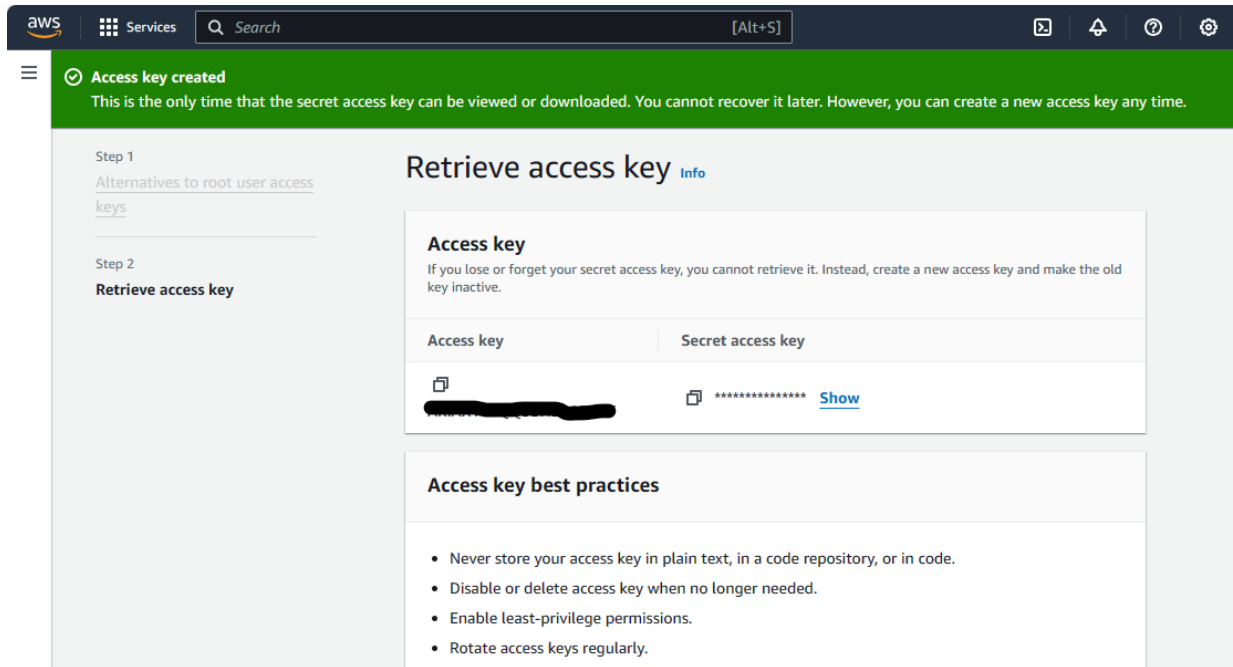 aws
Services
Search
[Alt+S]
Access key created
This is the only time that the secret access key can be viewed or downloaded. You cannot recover it later. However, you can create a new access key any time.
Step 1
Alternatives to root user access
keys
Step 2
Retrieve access key
Retrieve access key Info
Access key
If you lose or forget your secret access key, you cannot retrieve it. Instead, create a new access key and make the old
key inactive.
Access key
Secret access key
*************** Show
Access key best practices
• Never store your access key in plain text, in a code repository, or in code.
• Disable or delete access key when no longer needed.
• Enable least-privilege permissions.
• Rotate access keys regularly.